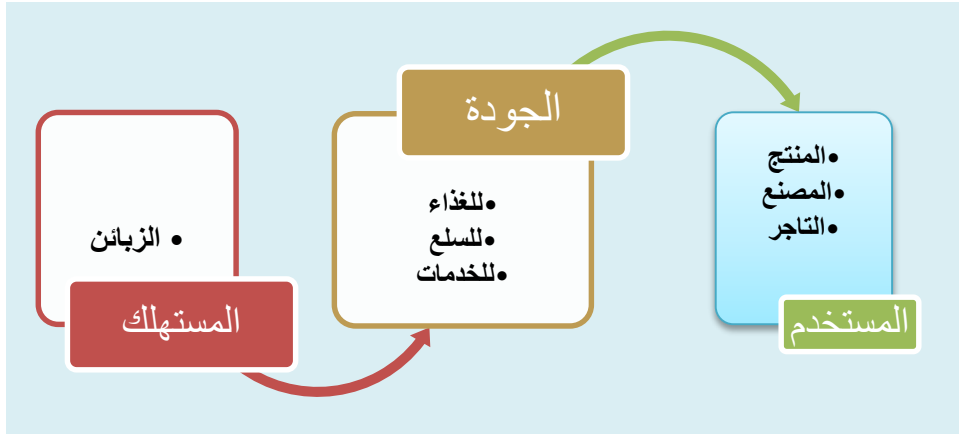 الجودة
•للغذاء
•للسلع
•للخدمات
•المنتج
•المصنع
•التاجر
المستخدم
• الزبائن
المستهلك